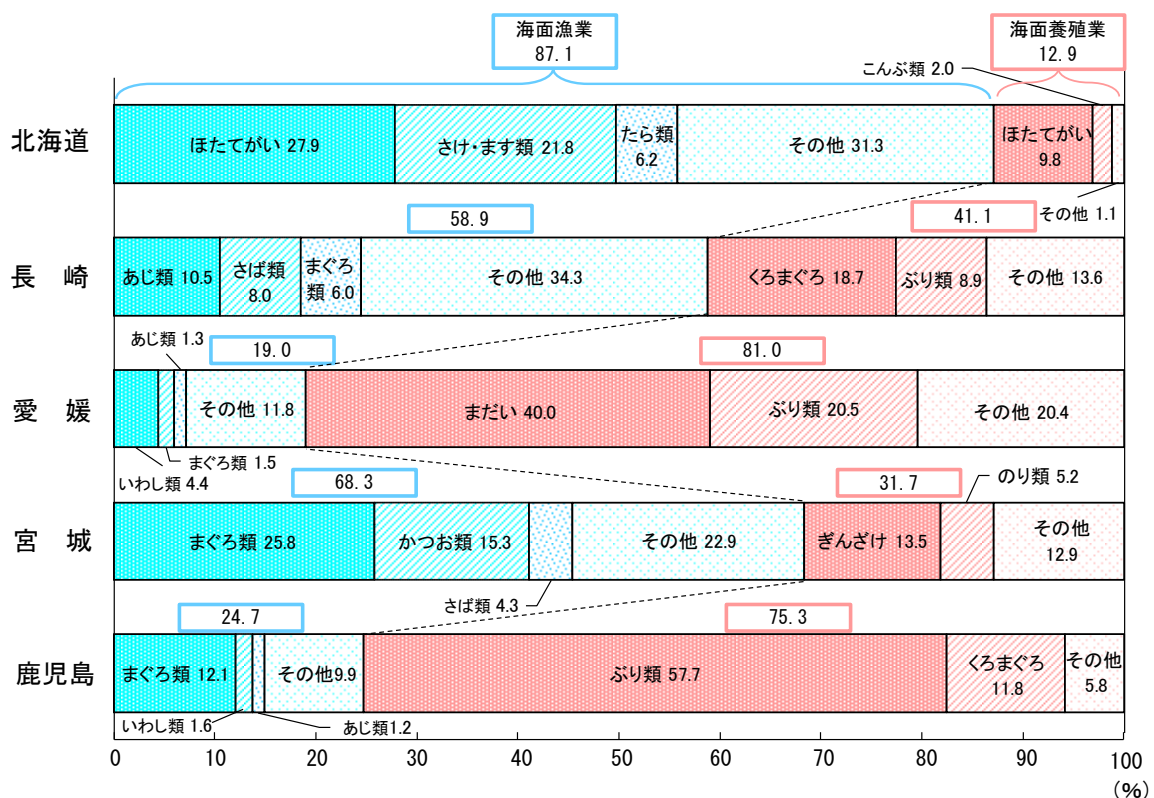 海面漁業
87.1
海面養殖業
12.9
こんぶ類 2.0
北海道
ほたてがい 27.9
さけ・ます類 21.8
たら類
6.2
その他 31.3
ほたてがい
9.8
その他 1.1
58.9
41.1
長 崎
あじ類 10.5
さば類
8.0
まぐろ
類 6.0
その他 34.3
くろまぐろ 18.7
ぶり類 8.9
その他 13.6
あじ類 1.3
19.0
81.0
愛 媛
その他 11.8
まだい 40.0
ぶり類 20.5
その他 20.4
まぐろ類 1.5
いわし類 4.4
68.3
31.7
のり類 5.2
宮 城
まぐろ類 25.8
かつお類 15.3
その他 22.9
ぎんざけ 13.5
その他
12.9
さば類 4.3
24.7
75.3
鹿児島
まぐろ類 12.1
その他9.9
ぶり類 57.7
くろまぐろ
11.8
その他
5.8
いわし類 1.6
あじ類1.2
0 10 20 30 40 50 60 70 80 90 100
(%)